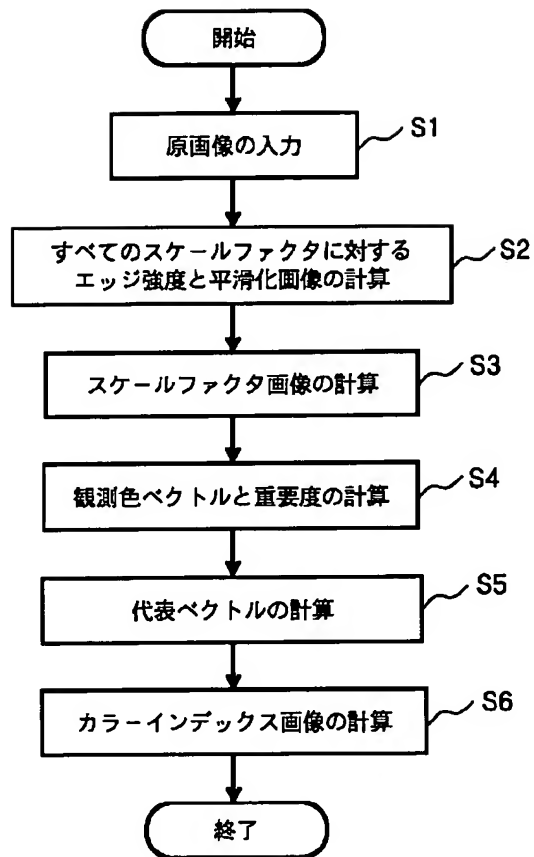 開始
原画像の入力
S1
すべてのスケールファクタに対する
エッジ強度と平滑化画像の計算
S2
スケールファクタ画像の計算
S3
観測色ベクトルと重要度の計算
S4
代表ベクトルの計算
S5
カラーインデックス画像の計算
S6
終了